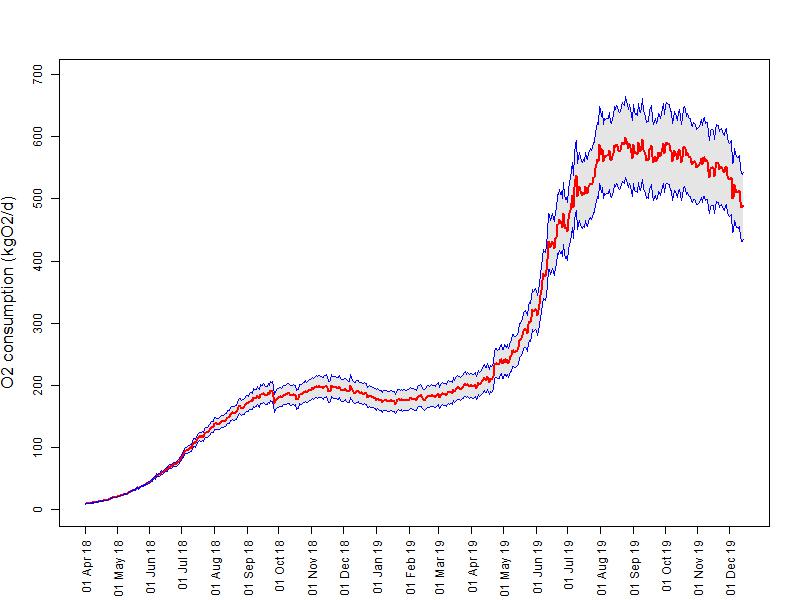 O2 consumption (kgO2/d)
700
600
500
400
300
200
100
0
01 Apr 18
01 May 18
01 Jun 18
01 Jul 18
01 Aug 18
01 Sep 18
01 Oct 18
01 Nov 18
01 Dec 18
01 Jan 19
01 Feb 19
01 Mar 19
01 Apr 19
01 May 19
01 Jun 19
01 Jul 19
01 Aug 19
01 Sep 19
01 Oct 19
01 Nov 19
01 Dec 19